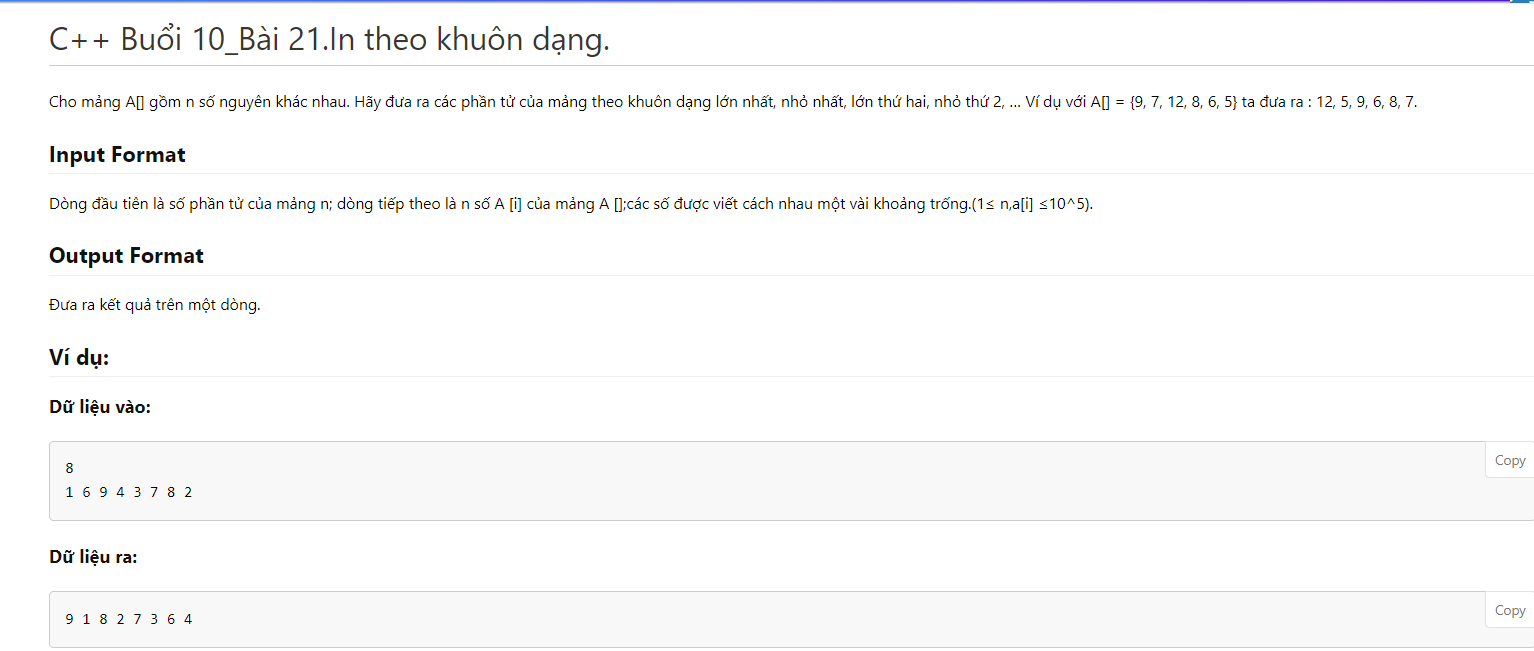 C++ Buổi 10_Bài 21.In theo khuôn dạng.
Cho mảng A[] gồm n số nguyên khác nhau. Hãy đưa ra các phần tử của mảng theo khuôn dạng lớn nhất, nhỏ nhất, lớn thứ hai, nhỏ thứ 2, ... Ví dụ với A[] = {9, 7, 12, 8, 6, 5} ta đưa ra : 12, 5, 9, 6, 8, 7.
Input Format
Dòng đầu tiên là số phần tử của mảng n; dòng tiếp theo là n số A [i] của mảng A [];các số được viết cách nhau một vài khoảng trống.(1≤ n,a[i] ≤10^5).
Output Format
Đưa ra kết quả trên một dòng.
Ví dụ:
Dữ liệu vào:
Copy
8
1 6 9 4 3 7 8 2
Dữ liệu ra:
Copy
9 1 8 2 7 3 6 4